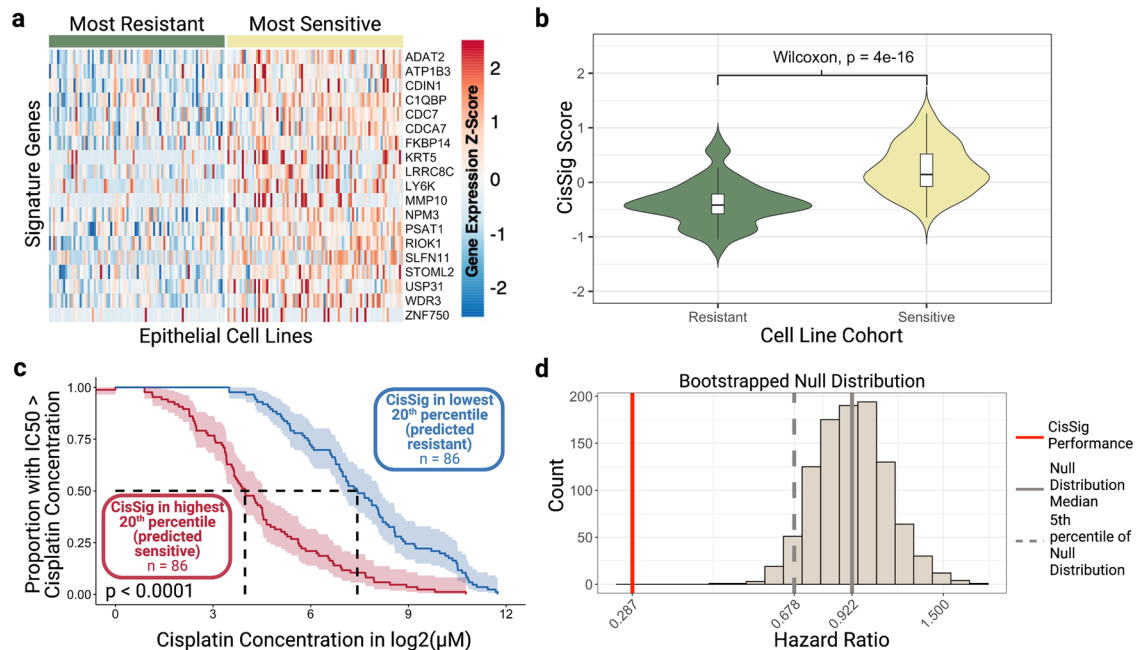 a
Most Resistant
Most Sensitive
Signature Genes
ADAT2
ATP1B3
CDIN1
C1QBP
CDC7
CDCA7
FKBP14
KRT5
LRRC8C
LY6K
MMP10
NPM3
PSAT1
RIOK1
SLFN11
STOML2
USP31
WDR3
ZNF750
Gene Expression Z-Score
2
1
0
-1
-2
Epithelial Cell Lines
b
Wilcoxon, p = 4e-16
CisSig Score
2
1
0
-1
-2
Resistant
Sensitive
Cell Line Cohort
c
Proportion with IC50 >
Cisplatin Concentration
1.00
0.75
0.50
0.25
0.00
CisSig in lowest
20th percentile
(predicted
resistant)
n = 86
CisSig in highest
20th percentile
(predicted
sensitive)
n = 86
p < 0.0001
0
3
6
9
12
Cisplatin Concentration in log2(μM)
d
Bootstrapped Null Distribution
Count
200
150
100
50
0
0.287
0.678
0.922
1.500
Hazard Ratio
CisSig
Performance
Null
Distribution
Median
5th
percentile of
Null
Distribution